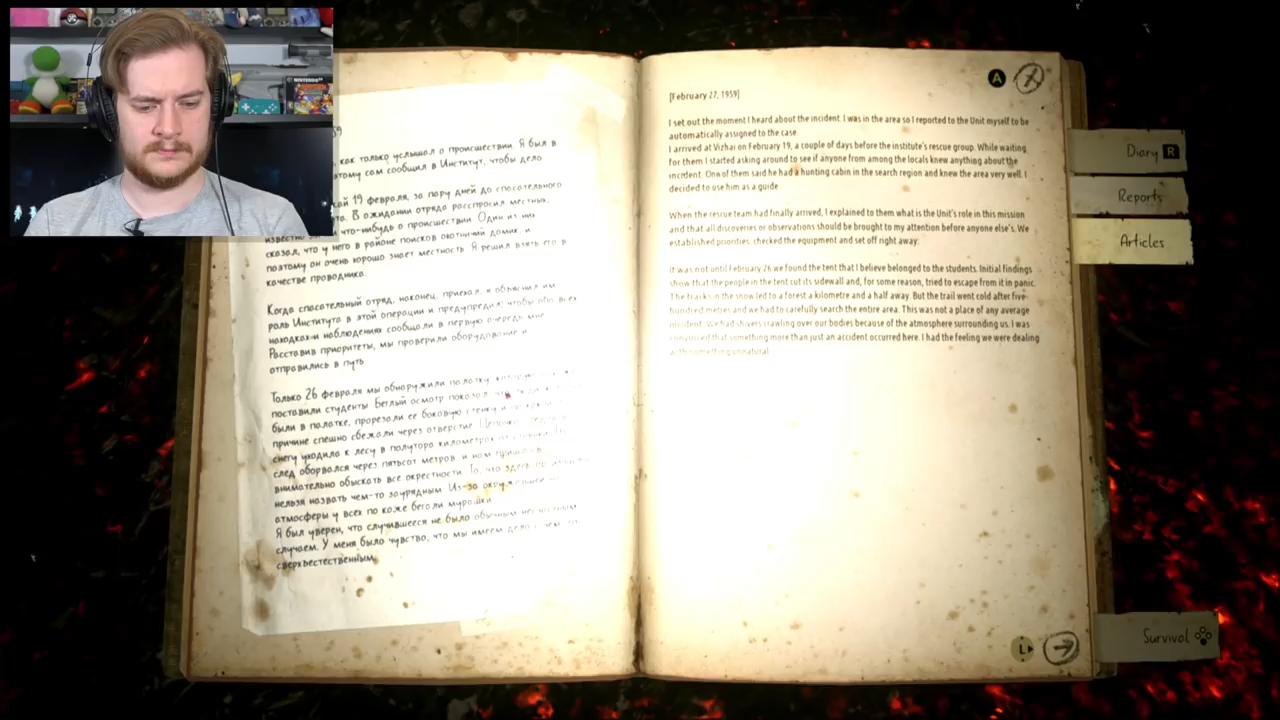 как только услышал о происшествии. Я был в
этому сам сообщил в Институт, чтобы дело
19 февраля, за пару дней до спасательного
В ожидании отряда расспросил местных,
известно что-нибудь о происшествии. Один из них
сказал, что у него в районе поисков охотничий домик, и
поэтому он очень хорошо знает местность. Я решил взять его в
качестве проводника.
Когда спасательный отряд, наконец, приехал, я объяснил им
роль Института в этой операции и предупредил, чтобы обо всех
находках и наблюдениях сообщали в первую очередь мне.
Расставив приоритеты, мы проверили оборудование и
отправились в путь
Только 26 февраля мы обнаружили палатку,
поставили студенты. Беглый осмотр показал, что
были в палатке, прорезали ее боковую стенку и
причине спешно сбежали через отверстие.
снегу уходила к лесу в полутора километрах
след оборвался через пятьсот метров, и нам пришлось
внимательно обыскать все окрестности. То, что здесь
нельзя назвать чем-то заурядным. Из-за
атмосферы у всех по коже бегали мурашки.
Я был уверен, что случившееся не было обычным несчастным
случаем. У меня было чувство, что мы имеем дело с чем-то
сверхъестественным.
[February 27, 1959]
I set out the moment I heard about the incident. I was in the area so I reported to the Unit myself to be
automatically assigned to the case.
I arrived at Vizhai on February 19, a couple of days before the institute's rescue group. While waiting
for them I started asking around to see if anyone from among the locals knew anything about the
incident. One of them said he had a hunting cabin in the search region and knew the area very well. I
decided to use him as a guide
When the rescue team had finally arrived, I explained to them what is the Unit's role in this mission
and that all discoveries or observations should be brought to my attention before anyone else's. We
established priorities, checked the equipment and set off right away.
It was not until February 26 we found the tent that I believe belonged to the students. Initial findings
show that the people in the tent cut its sidewall and, for some reason, tried to escape from it in panic.
The tracks in the snow led to a forest a kilometre and a half away. But the trail went cold after five-
hundred metres and we had to carefully search the entire area. This was not a place of any average
incident. We had shivers crawling over our bodies because of the atmosphere surrounding us. I was
convinced that something more than just an accident occurred here. I had the feeling we were dealing
with something unnatural.
A
Diary R
Reports
Articles
L
Survival
NINTENDO